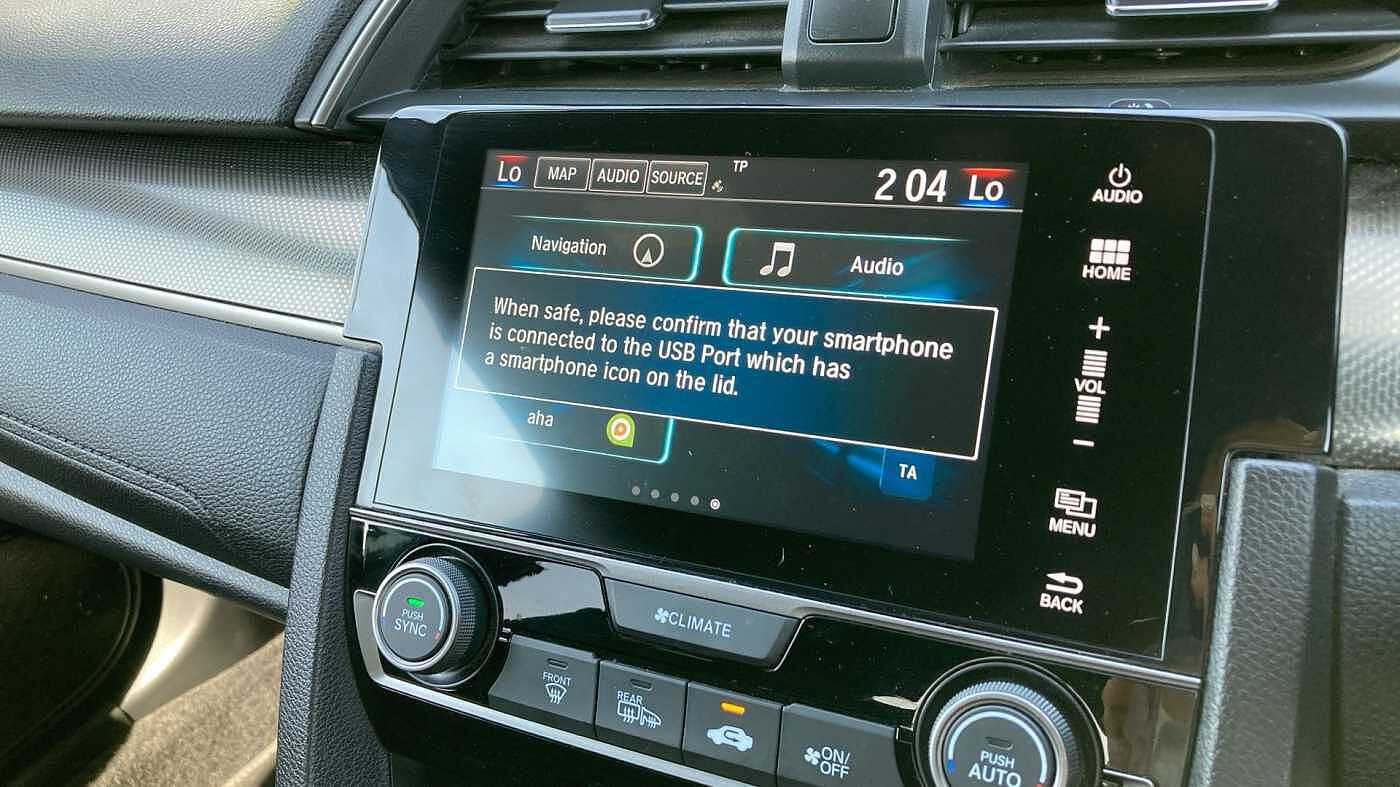 Lo MAP AUDIO SOURCE TP 2 04 Lo
Navigation
Audio
When safe, please confirm that your smartphone
is connected to the USB Port which has
a smartphone icon on the lid.
aha
TA
AUDIO
HOME
+
VOL
−
MENU
BACK
PUSH
SYNC
CLIMATE
FRONT
REAR
ON/
OFF
PUSH
AUTO